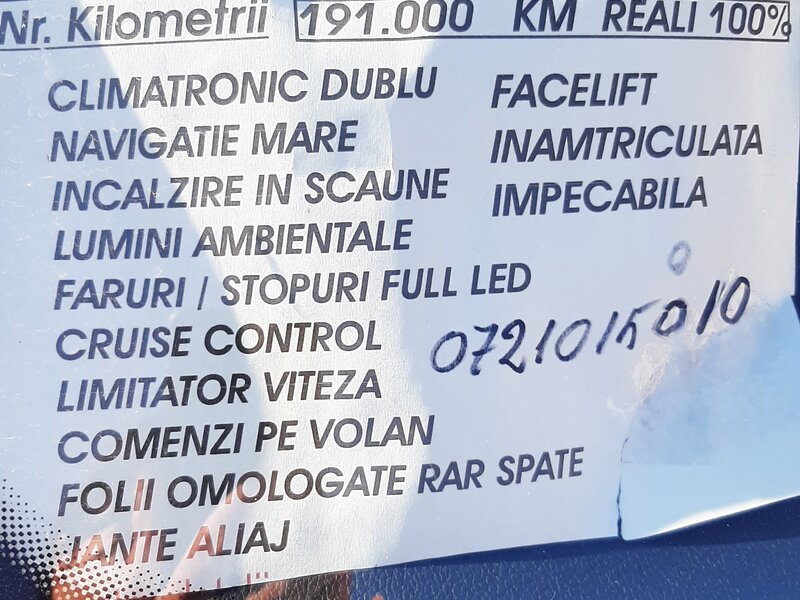 Nr. Kilometrii 191.000 KM REALI 100%
CLIMATRONIC DUBLU FACELIFT
NAVIGATIE MARE INAMTRICULATA
INCALZIRE IN SCAUNE IMPECABILA
LUMINI AMBIENTALE
FARURI / STOPURI FULL LED
CRUISE CONTROL 0721015010
LIMITATOR VITEZA
COMENZI PE VOLAN
FOLII OMOLOGATE RAR SPATE
JANTE ALIAJ